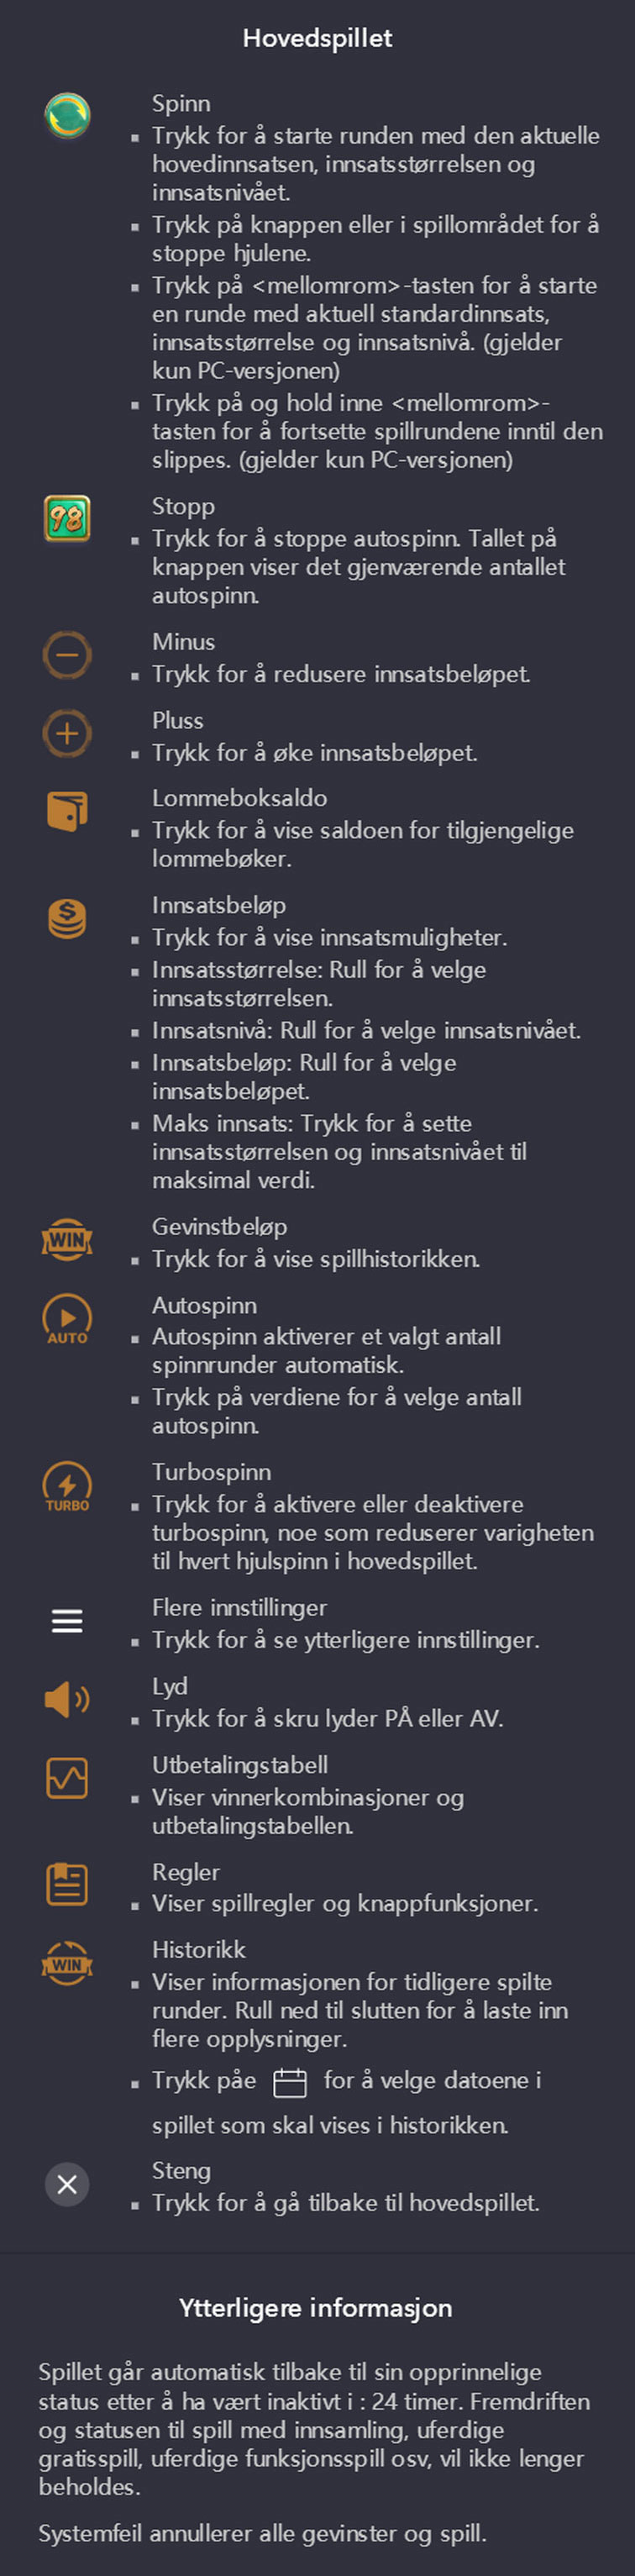 Hovedspillet
Spinn
▪ Trykk for å starte runden med den aktuelle
hovedinnsatsen, innsatsstørrelsen og
innsatsnivået.
▪ Trykk på knappen eller i spillområdet for å
stoppe hjulene.
▪ Trykk på <mellomrom>-tasten for å starte
en runde med aktuell standardinnsats,
innsatsstørrelse og innsatsnivå. (gjelder
kun PC-versjonen)
▪ Trykk på og hold inne <mellomrom>-
tasten for å fortsette spillrundene inntil den
slippes. (gjelder kun PC-versjonen)
98
Stopp
▪ Trykk for å stoppe autospinn. Tallet på
knappen viser det gjenværende antallet
autospinn.
Minus
▪ Trykk for å redusere innsatsbeløpet.
Pluss
▪ Trykk for å øke innsatsbeløpet.
Lommeboksaldo
▪ Trykk for å vise saldoen for tilgjengelige
lommebøker.
$
Innsatsbeløp
▪ Trykk for å vise innsatsmuligheter.
▪ Innsatsstørrelse: Rull for å velge
innsatsstørrelsen.
▪ Innsatsnivå: Rull for å velge innsatsnivået.
▪ Innsatsbeløp: Rull for å velge
innsatsbeløpet.
▪ Maks innsats: Trykk for å sette
innsatsstørrelsen og innsatsnivået til
maksimal verdi.
WIN
Gevinstbeløp
▪ Trykk for å vise spillhistorikken.
AUTO
Autospinn
▪ Autospinn aktiverer et valgt antall
spinnrunder automatisk.
▪ Trykk på verdiene for å velge antall
autospinn.
TURBO
Turbospinn
▪ Trykk for å aktivere eller deaktivere
turbospinn, noe som reduserer varigheten
til hvert hjulspinn i hovedspillet.
Flere innstillinger
▪ Trykk for å se ytterligere innstillinger.
Lyd
▪ Trykk for å skru lyder PÅ eller AV.
Utbetalingstabell
▪ Viser vinnerkombinasjoner og
utbetalingstabellen.
Regler
▪ Viser spillregler og knappfunksjoner.
WIN
Historikk
▪ Viser informasjonen for tidligere spilte
runder. Rull ned til slutten for å laste inn
flere opplysninger.
▪ Trykk påe for å velge datoene i
spillet som skal vises i historikken.
Steng
▪ Trykk for å gå tilbake til hovedspillet.
Ytterligere informasjon
Spillet går automatisk tilbake til sin opprinnelige
status etter å ha vært inaktivt i : 24 timer. Fremdriften
og statusen til spill med innsamling, uferdige
gratisspill, uferdige funksjonsspill osv, vil ikke lenger
beholdes.
Systemfeil annullerer alle gevinster og spill.